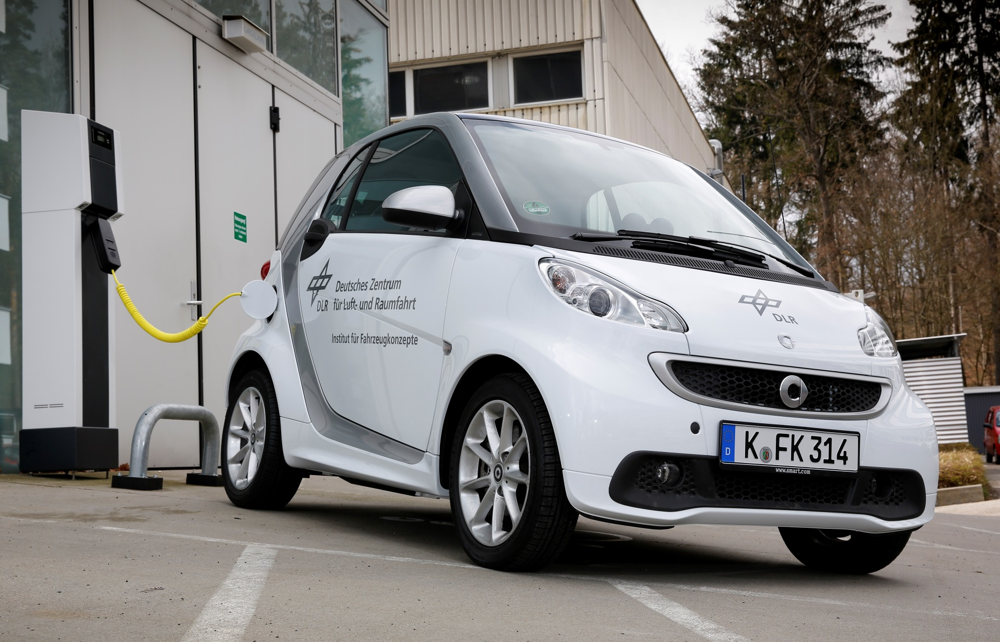 Deutsches Zentrum
DLR für Luft- und Raumfahrt
Institut für Fahrzeugkonzepte
DLR
D K FK 314
www.smart.com